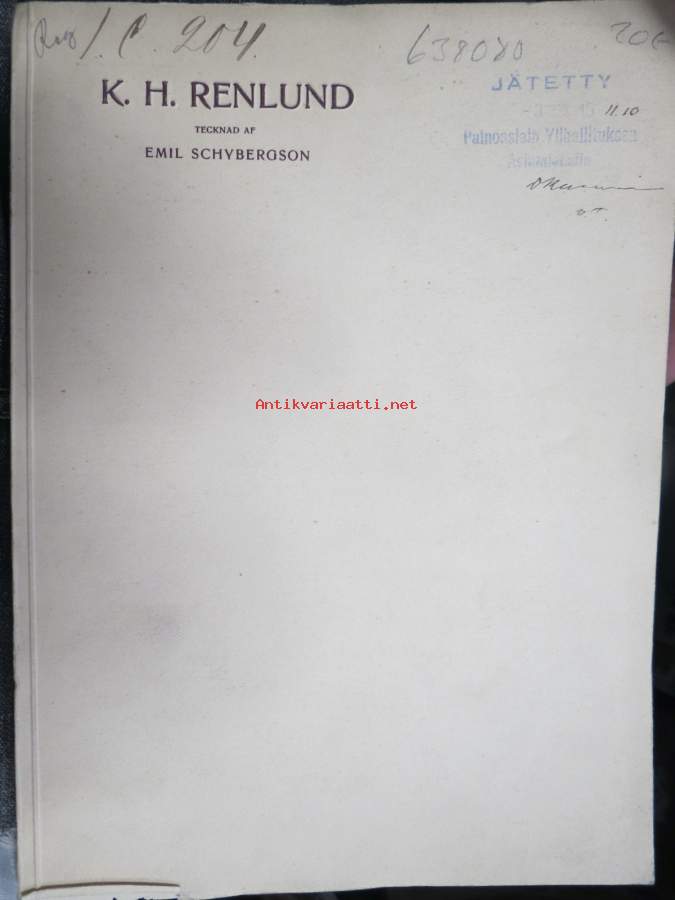 I. C. 204.
638080
K. H. RENLUND
TECKNAD AF
EMIL SCHYBERGSON
JÄTETTY
11.10
Painoasiain Ylihallituksen
v. T.
Antikvariaatti.net